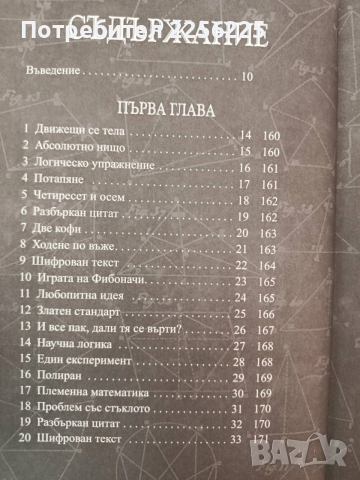 Потребител 2256225
СЪДЪРЖАНИЕ
Въведение . . . . . . . . . . . . . . . . . . . . . . 10
ПЪРВА ГЛАВА
1 Движещи се тела . . . . . . . . . . 14 160
2 Абсолютно нищо . . . . . . . . . . 15 160
3 Логическо упражнение . . . . . . . . . . 16 161
4 Потапяне . . . . . . . . . . 17 161
5 Четиресет и осем . . . . . . . . . . 18 162
6 Разбъркан цитат . . . . . . . . . . 19 162
7 Две кофи . . . . . . . . . . 20 163
8 Ходене по въже . . . . . . . . . . 21 163
9 Шифрован текст . . . . . . . . . . 22 164
10 Играта на Фибоначи . . . . . . . . . . 23 165
11 Любопитна идея . . . . . . . . . . 24 165
12 Златен стандарт . . . . . . . . . . 25 166
13 И все пак, дали тя се върти? . . . . 26 167
14 Научна логика . . . . . . . . . . 27 168
15 Един експеримент . . . . . . . . . . 28 168
16 Полиран . . . . . . . . . . 29 169
17 Племенна математика . . . . . . . . . . 30 169
18 Проблем със стъклото . . . . . . . . . . 31 170
19 Разбъркан цитат . . . . . . . . . . 32 170
20 Шифрован текст . . . . . . . . . . 33 171
bazar.bg